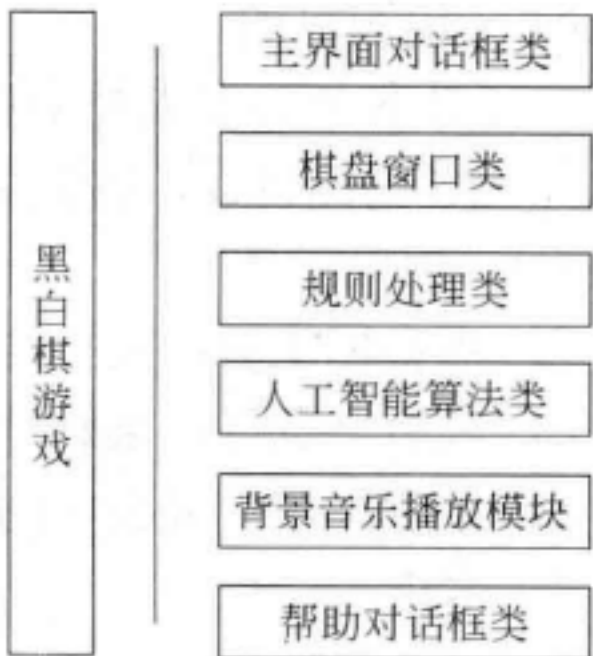 黑白棋游戏
主界面对话框类
棋盘窗口类
规则处理类
人工智能算法类
背景音乐播放模块
帮助对话框类